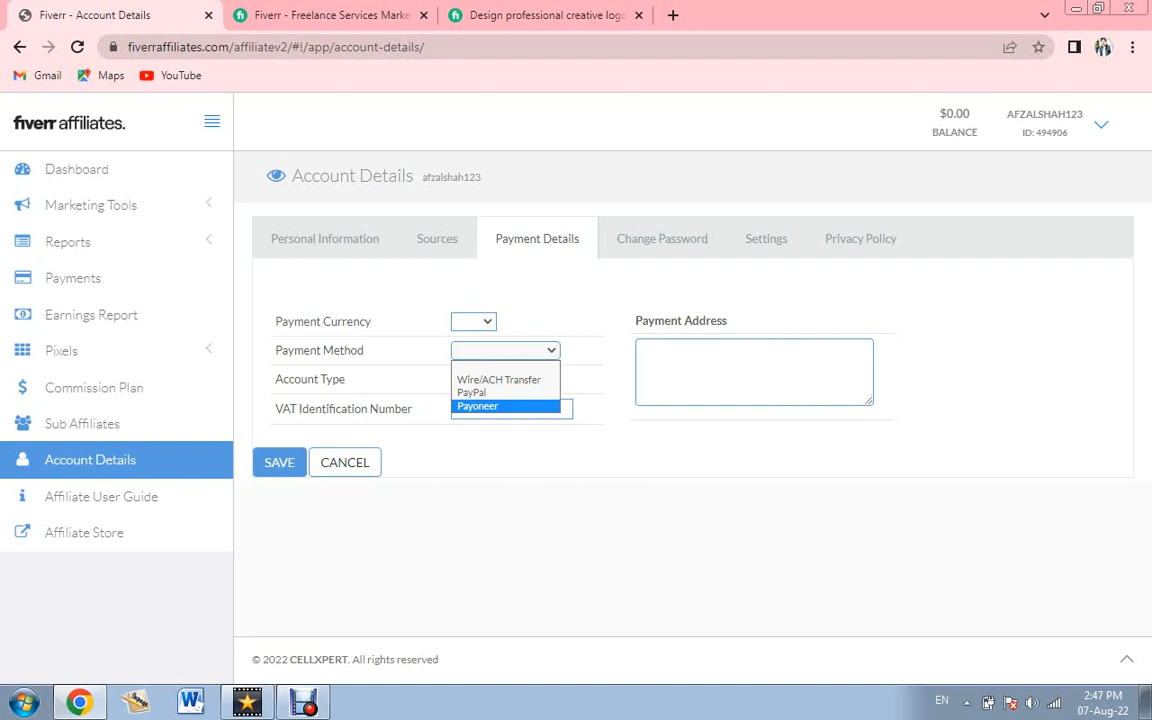 Fiverr - Account Details
Fiverr - Freelance Services Marke
Design professional creative logo
fiverraffiliates.com/affiliatev2/#!/app/account-details/
Gmail
Maps
YouTube
fiverr affiliates.
$0.00
BALANCE
AFZALSHAH123
ID: 494906
Dashboard
Marketing Tools
Reports
Payments
Earnings Report
Pixels
Commission Plan
Sub Affiliates
Account Details
Affiliate User Guide
Affiliate Store
Account Details afzalshah123
Personal Information
Sources
Payment Details
Change Password
Settings
Privacy Policy
Payment Currency
Payment Method
Wire/ACH Transfer
PayPal
Payoneer
Account Type
VAT Identification Number
Payment Address
SAVE
CANCEL
© 2022 CELLXPERT. All rights reserved
EN
2:47 PM
07-Aug-22